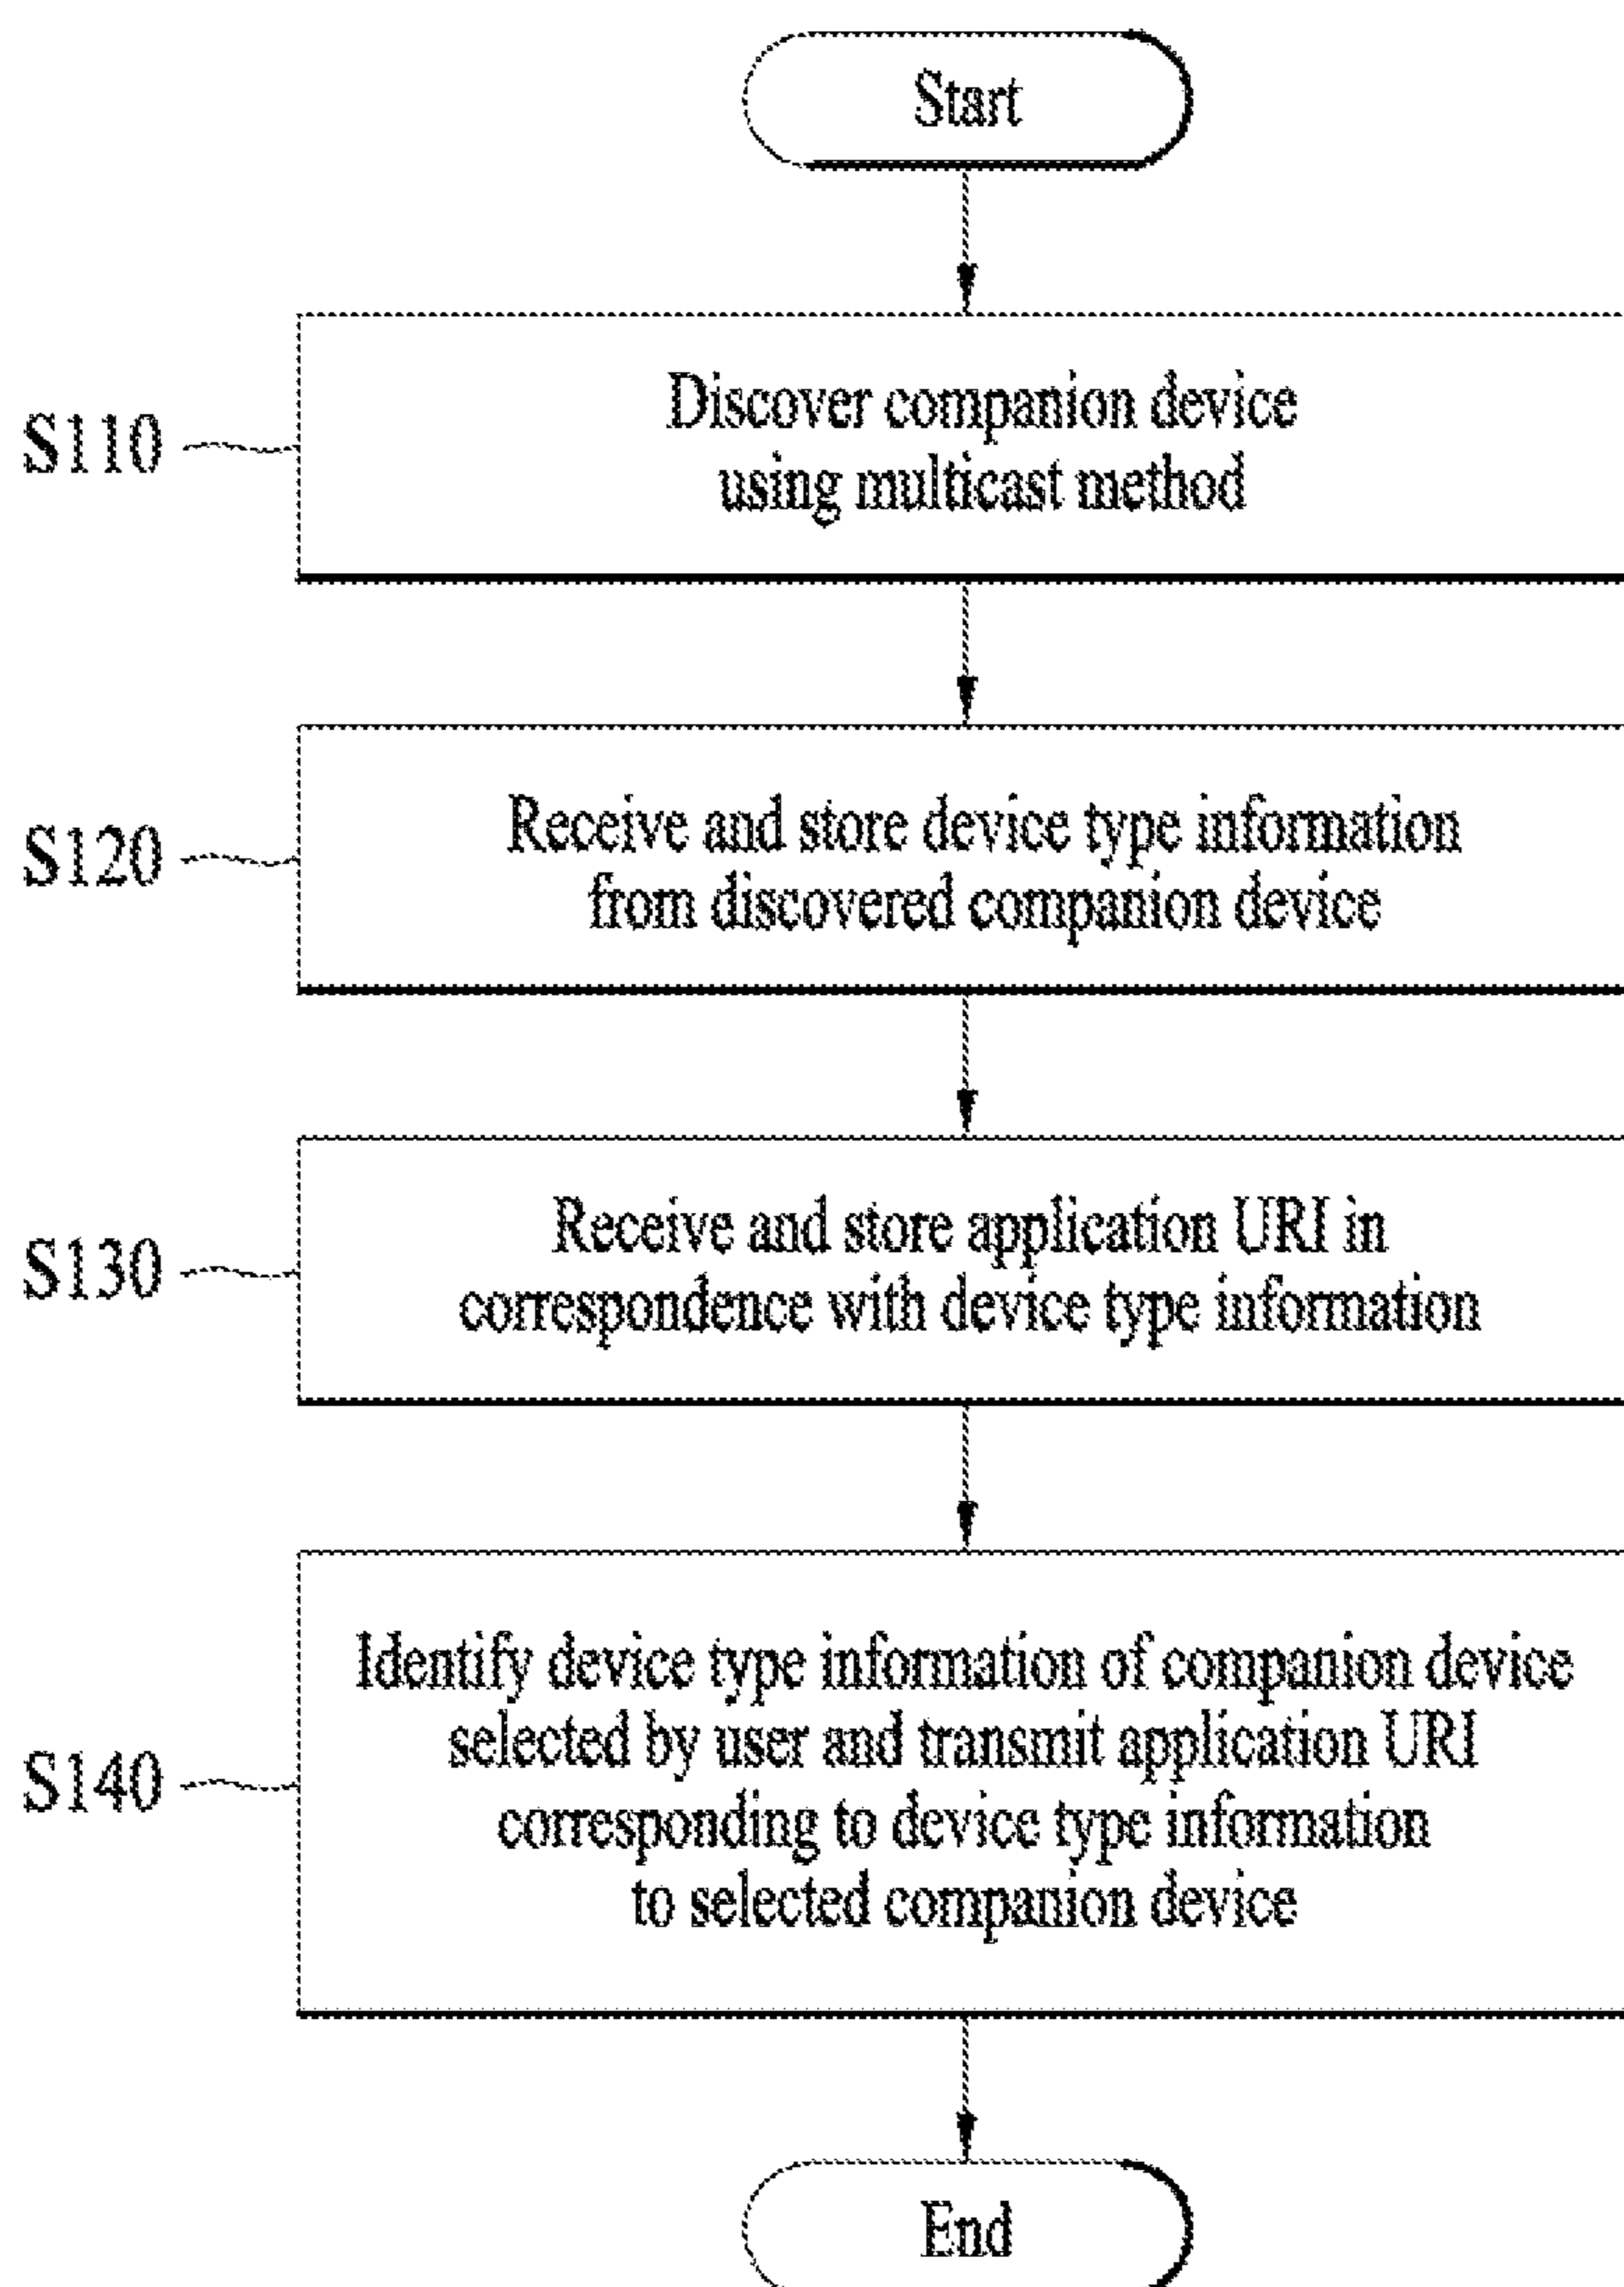 Start
S110
Discover companion device
using multicast method
S120
Receive and store device type information
from discovered companion device
S130
Receive and store application URI in
correspondence with device type information
S140
Identify device type information of companion device
selected by user and transmit application URI
corresponding to device type information
to selected companion device
End